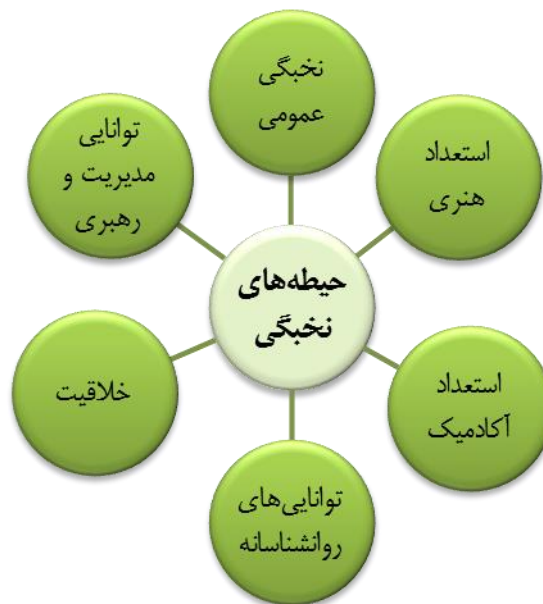 نخبگی
عمومی
استعداد
هنری
استعداد
آکادمیک
توانایی‌های
روانشناسانه
خلاقیت
توانایی
مدیریت و
رهبری
حیطه‌های
نخبگی